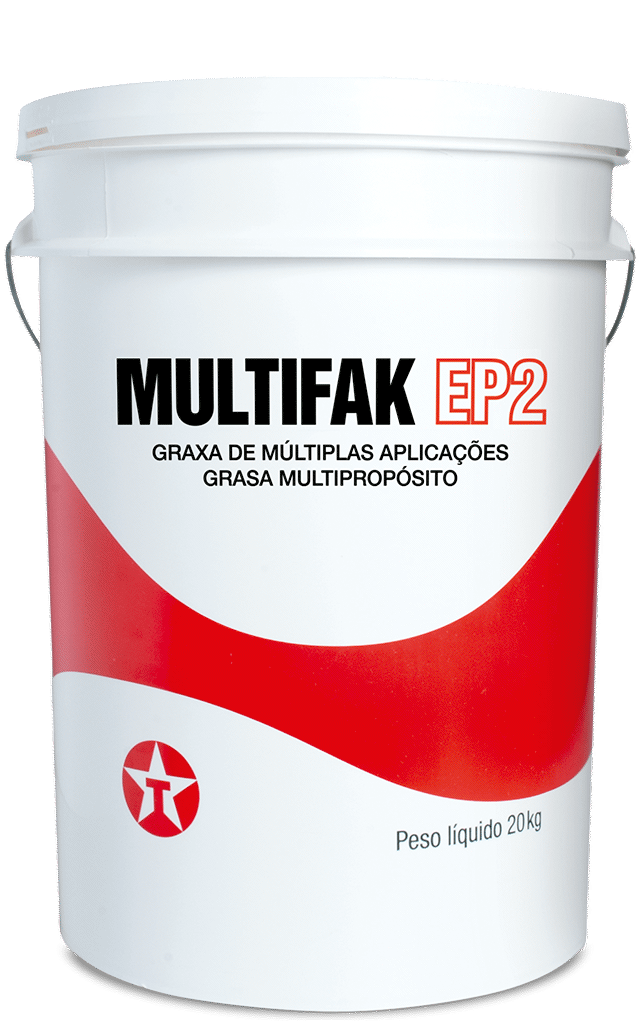 MULTIFAK EP2
GRAXA DE MÚLTIPLAS APLICAÇÕES
GRASA MULTIPROPÓSITO
T
Peso líquido 20kg